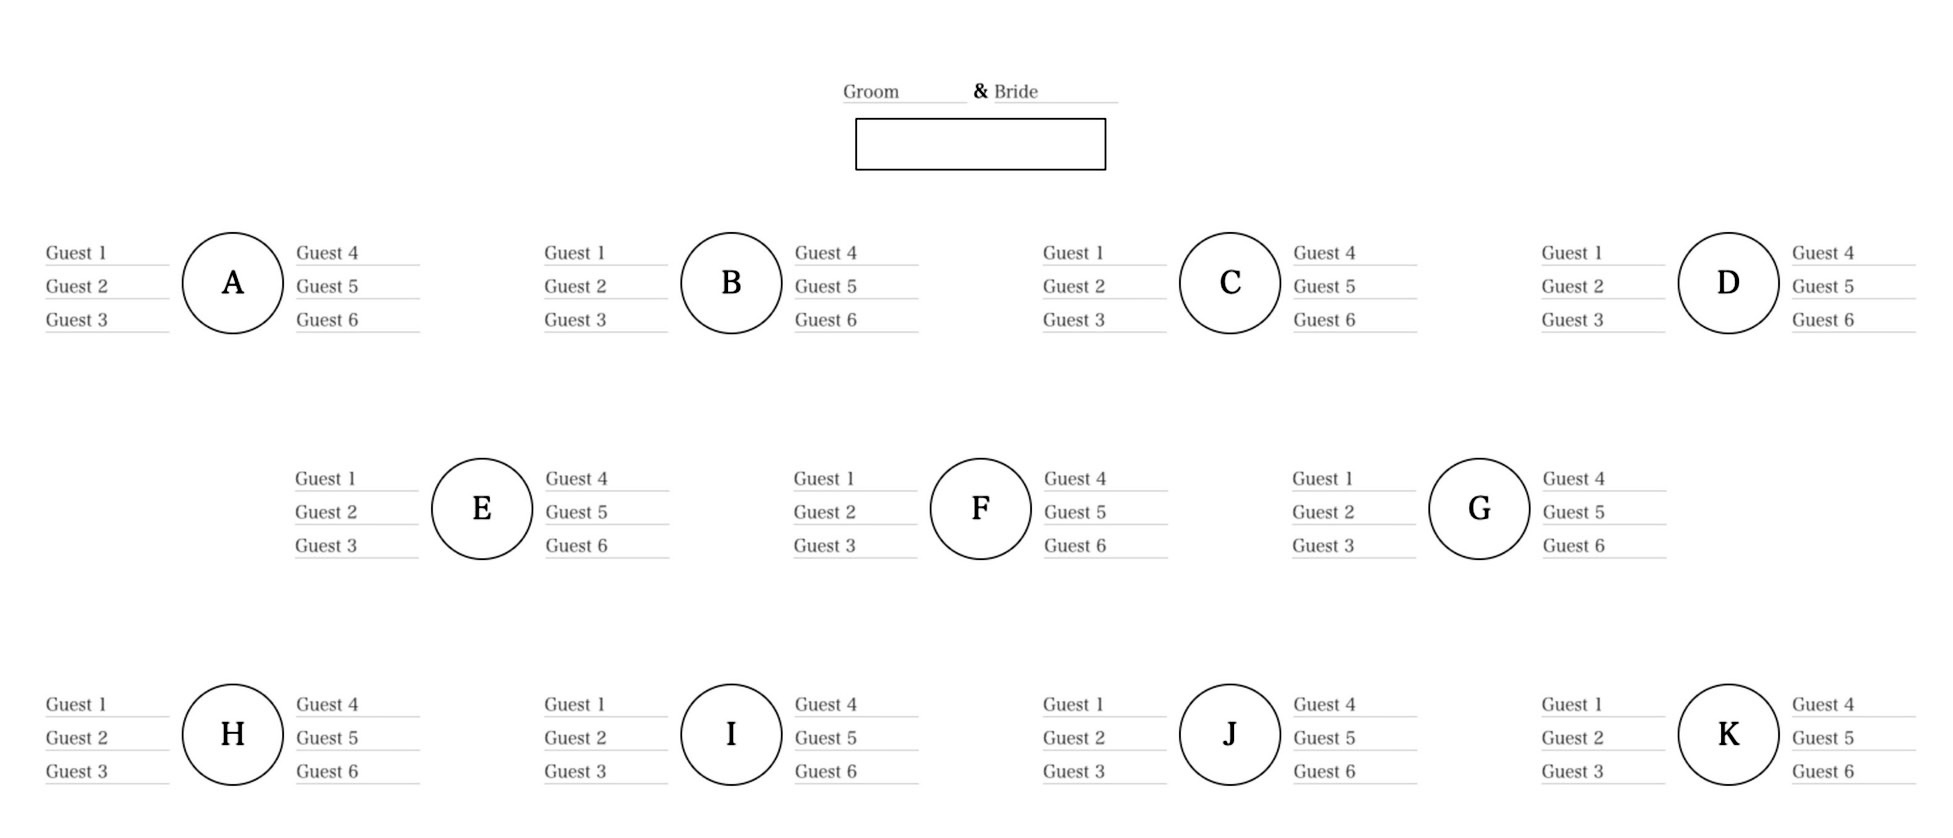 Groom & Bride
Guest 1 Guest 4 Guest 1 Guest 4 Guest 1 Guest 4 Guest 1 Guest 4
Guest 2 A Guest 5 Guest 2 B Guest 5 Guest 2 C Guest 5 Guest 2 D Guest 5
Guest 3 Guest 6 Guest 3 Guest 6 Guest 3 Guest 6 Guest 3 Guest 6
Guest 1 Guest 4 Guest 1 Guest 4 Guest 1 Guest 4
Guest 2 E Guest 5 Guest 2 F Guest 5 Guest 2 G Guest 5
Guest 3 Guest 6 Guest 3 Guest 6 Guest 3 Guest 6
Guest 1 Guest 4 Guest 1 Guest 4 Guest 1 Guest 4 Guest 1 Guest 4
Guest 2 H Guest 5 Guest 2 I Guest 5 Guest 2 J Guest 5 Guest 2 K Guest 5
Guest 3 Guest 6 Guest 3 Guest 6 Guest 3 Guest 6 Guest 3 Guest 6